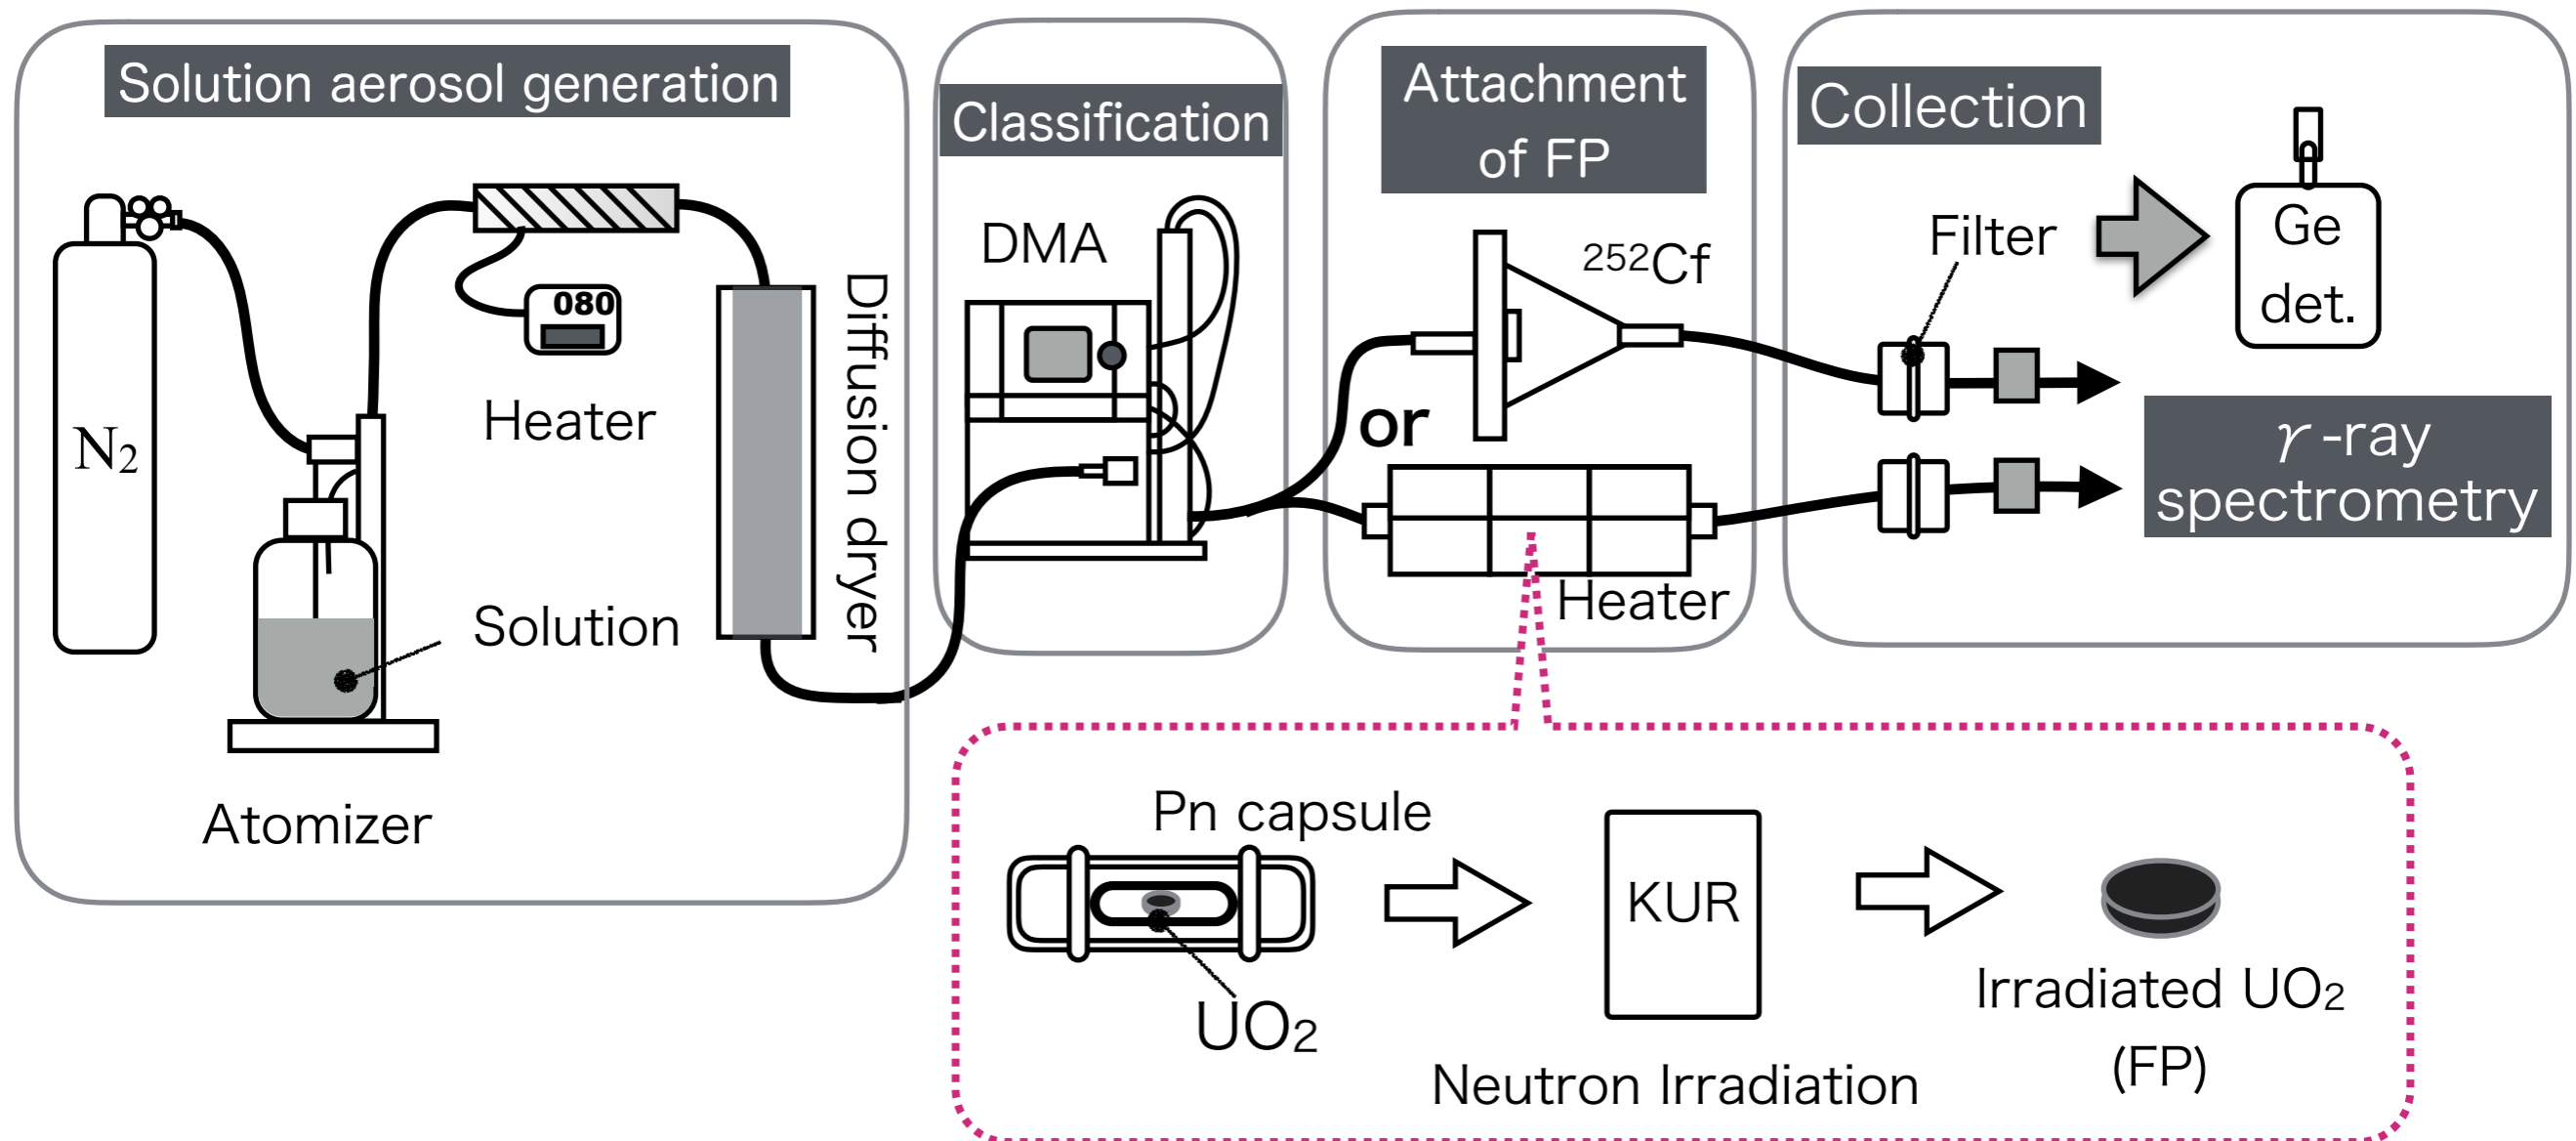 Solution aerosol generation
N₂
080
Heater
Solution
Atomizer
Diffusion dryer
Classification
DMA
Attachment
of FP
²⁵²Cf
or
Heater
Collection
Filter
Ge
det.
γ-ray
spectrometry
Pn capsule
UO₂
KUR
Neutron Irradiation
Irradiated UO₂
(FP)